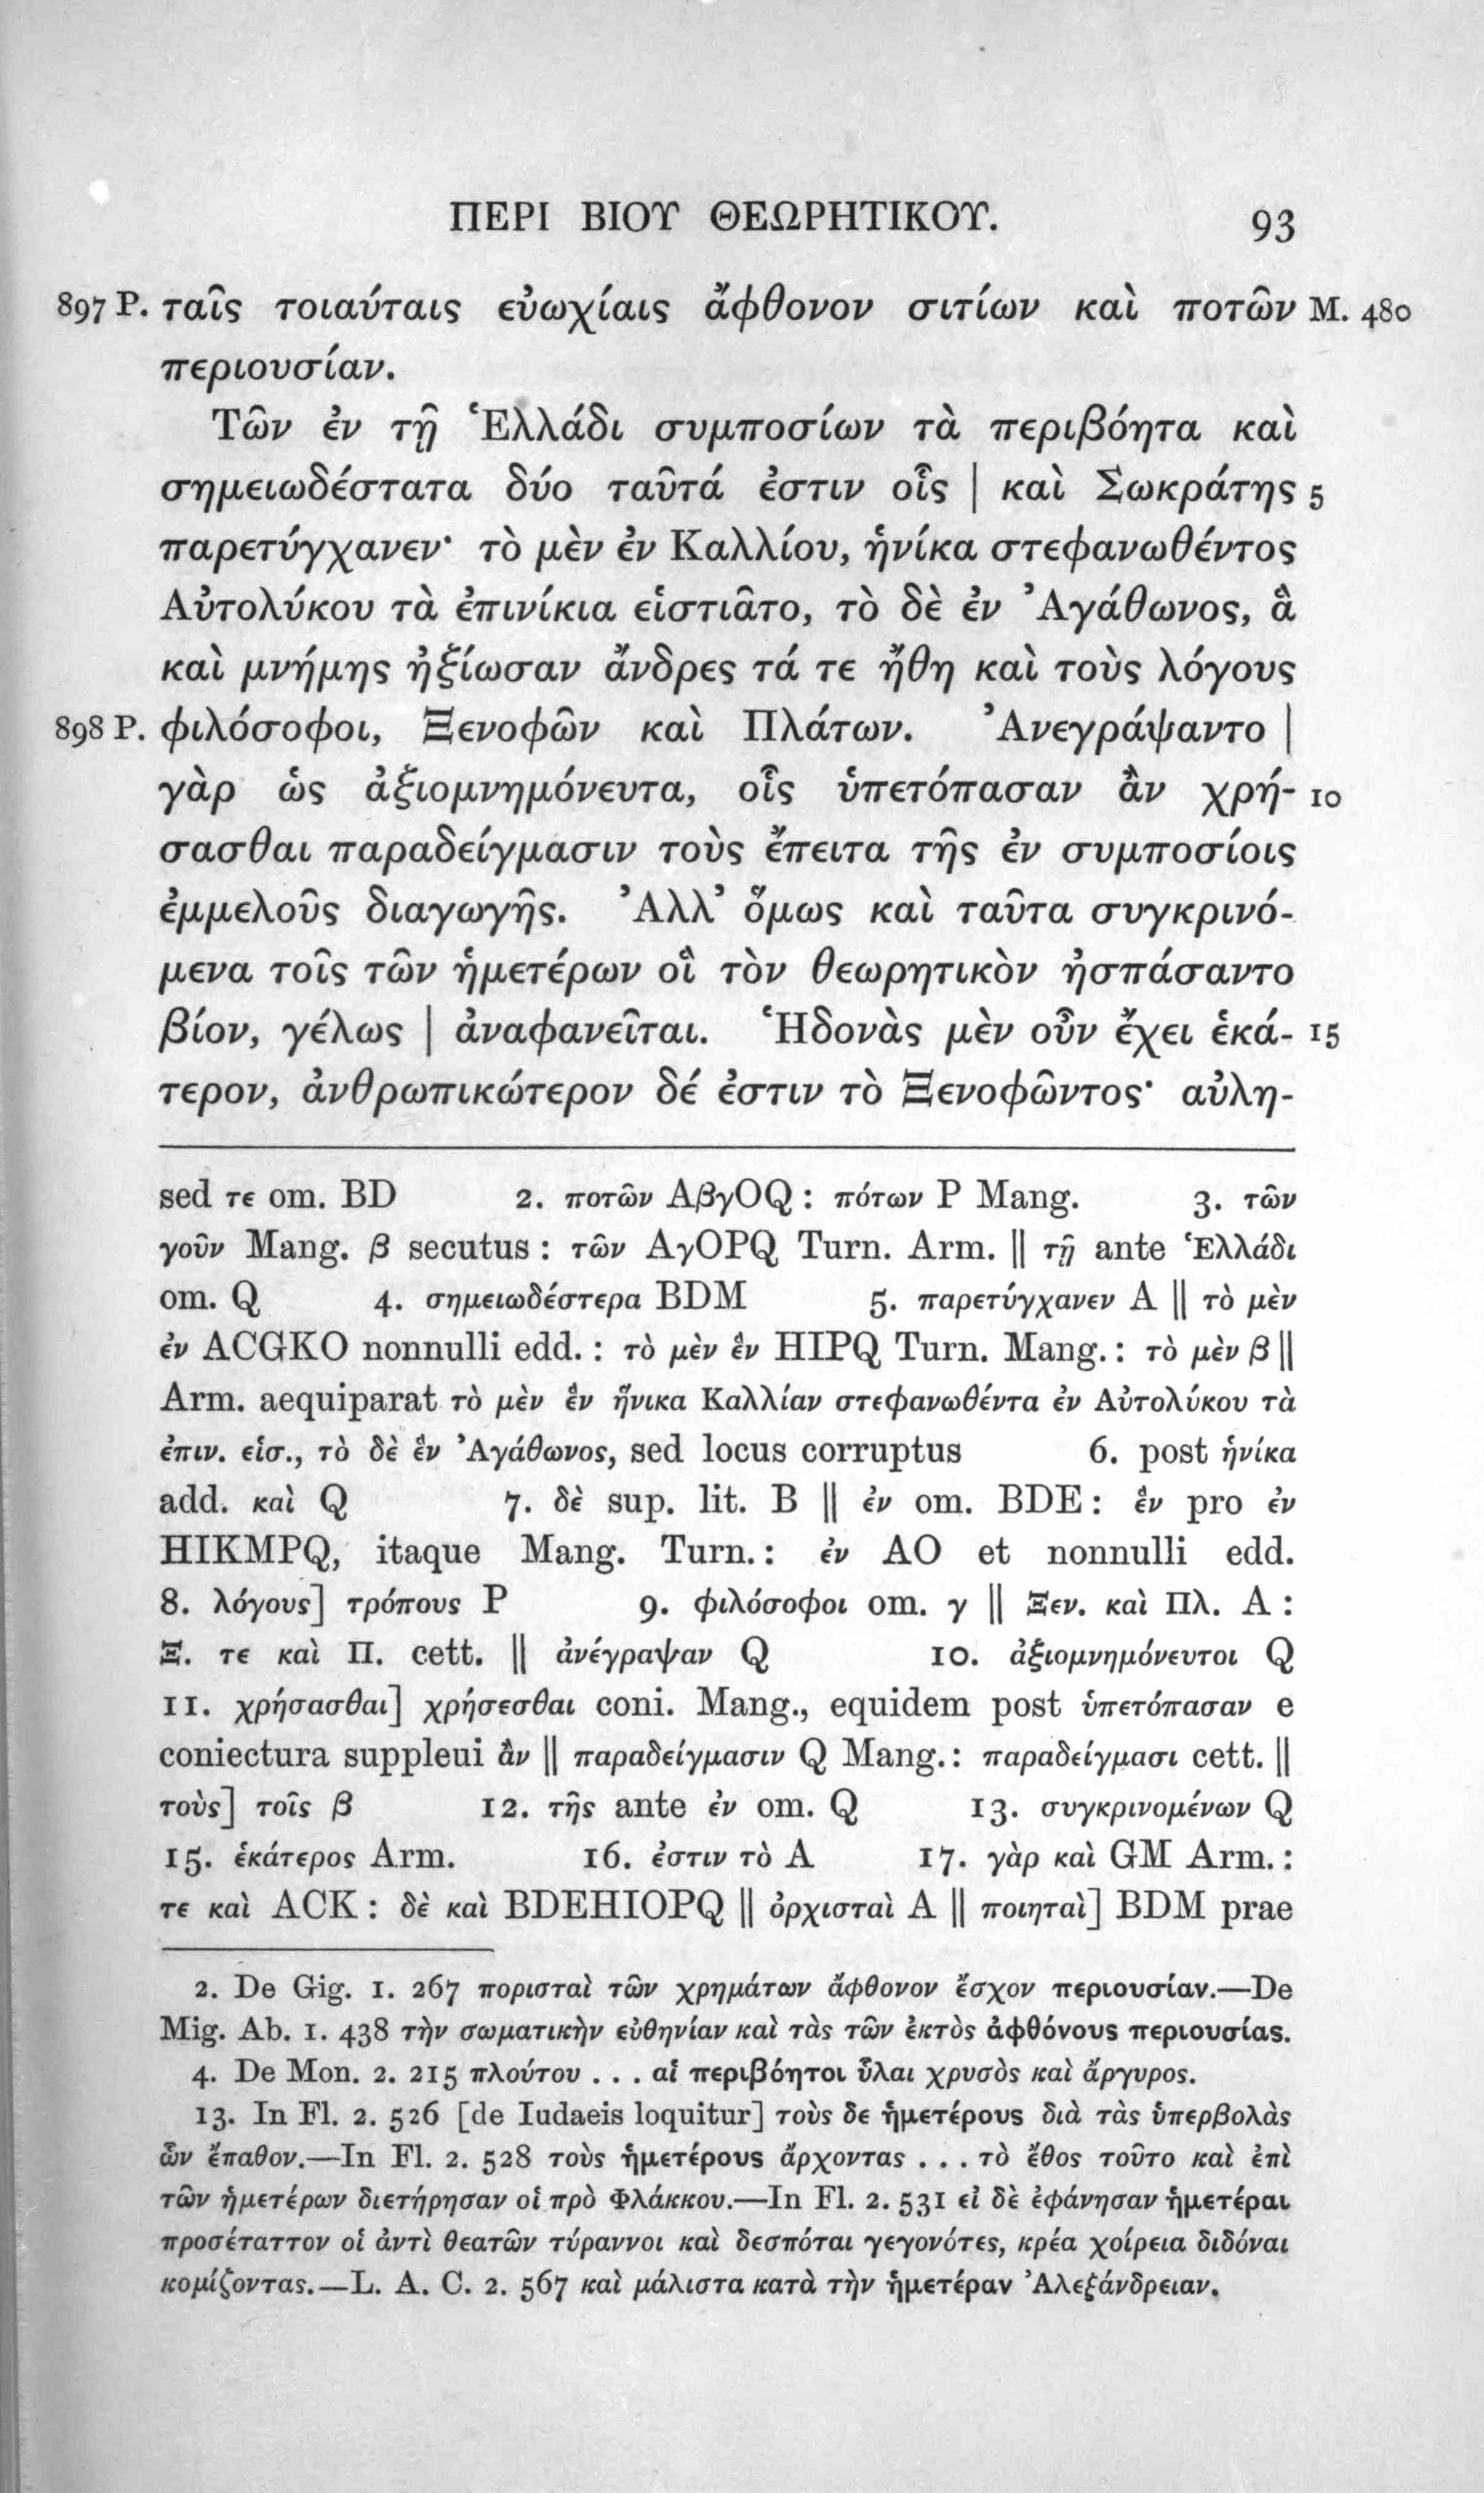 ΠΕΡΙ ΒΙΟΥ ΘΕΩΡΗΤΙΚΟΥ. 93
897 P. ταῖς τοιαύταις εὐωχίαις ἄφθονον σιτίων καὶ ποτῶν M. 480
περιουσίαν.
Τῶν ἐν τῇ Ἑλλάδι συμποσίων τὰ περιβόητα καὶ
σημειωδέστατα δύο ταῦτά ἐστιν οἷς | καὶ Σωκράτης 5
παρετύγχανεν· τὸ μὲν ἐν Καλλίου, ἡνίκα στεφανωθέντος
Αὐτολύκου τὰ ἐπινίκια εἱστιᾶτο, τὸ δὲ ἐν Ἀγάθωνος, ἃ
καὶ μνήμης ἠξίωσαν ἄνδρες τά τε ἤθη καὶ τοὺς λόγους
898 P. φιλόσοφοι, Ξενοφῶν καὶ Πλάτων. Ἀνεγράψαντο |
γὰρ ὡς ἀξιομνημόνευτα, οἷς ὑπετόπασαν ἂν χρή- 10
σασθαι παραδείγμασιν τοὺς ἔπειτα τῆς ἐν συμποσίοις
ἐμμελοῦς διαγωγῆς. Ἀλλ’ ὅμως καὶ ταῦτα συγκρινό-
μενα τοῖς τῶν ἡμετέρων οἳ τὸν θεωρητικὸν ἠσπάσαντο
βίον, γέλως | ἀναφανεῖται. Ἡδονὰς μὲν οὖν ἔχει ἑκά- 15
τερον, ἀνθρωπικώτερον δέ ἐστιν τὸ Ξενοφῶντος· αὐλη-
sed τε om. BD 2. ποτῶν AβγOQ : πότων P Mang. 3. τῶν
γοῦν Mang. β secutus : τῶν AγOPQ Turn. Arm. || τῇ ante Ἑλλάδι
om. Q 4. σημειωδέστερα BDM 5. παρετύγχανεν A || τὸ μὲν
ἐν ACGKO nonnulli edd. : τὸ μὲν ἓν HIPQ Turn. Mang. : τὸ μὲν β ||
Arm. aequiparat τὸ μὲν ἓν ἥνικα Καλλίαν στεφανωθέντα ἐν Αὐτολύκου τὰ
ἐπιν. εἱσ., τὸ δὲ ἓν Ἀγάθωνος, sed locus corruptus 6. post ἡνίκα
add. καὶ Q 7. δὲ sup. lit. B || ἐν om. BDE : ἓν pro ἐν
HIKMPQ, itaque Mang. Turn. : ἐν AO et nonnulli edd.
8. λόγους] τρόπους P 9. φιλόσοφοι om. γ || Ξεν. καὶ Πλ. A :
Ξ. τε καὶ Π. cett. || ἀνέγραψαν Q 10. ἀξιομνημόνευτοι Q
11. χρήσασθαι] χρήσεσθαι coni. Mang., equidem post ὑπετόπασαν e
coniectura suppleui ἂν || παραδείγμασιν Q Mang. : παραδείγμασι cett. ||
τοὺς] τοῖς β 12. τῆς ante ἐν om. Q 13. συγκρινομένων Q
15. ἑκάτερος Arm. 16. ἐστιν τὸ A 17. γὰρ καὶ GM Arm. :
τε καὶ ACK : δὲ καὶ BDEHIOPQ || ὀρχισταὶ A || ποιηταὶ] BDM prae
2. De Gig. 1. 267 πορισταὶ τῶν χρημάτων ἄφθονον ἔσχον περιουσίαν.—De
Mig. Ab. 1. 438 τὴν σωματικὴν εὐθηνίαν καὶ τὰς τῶν ἐκτὸς ἀφθόνους περιουσίας.
4. De Mon. 2. 215 πλούτου . . . αἱ περιβόητοι ὗλαι χρυσὸς καὶ ἄργυρος.
13. In Fl. 2. 526 [de Iudaeis loquitur] τοὺς δε ἡμετέρους διὰ τὰς ὑπερβολὰς
ὧν ἔπαθον.—In Fl. 2. 528 τοὺς ἡμετέρους ἄρχοντας . . . τὸ ἔθος τοῦτο καὶ ἐπὶ
τῶν ἡμετέρων διετήρησαν οἱ πρὸ Φλάκκου.—In Fl. 2. 531 εἰ δὲ ἐφάνησαν ἡμετέραι
προσέταττον οἱ ἀντὶ θεατῶν τύραννοι καὶ δεσπόται γεγονότες, κρέα χοίρεια διδόναι
κομίζοντας.—L. A. C. 2. 567 καὶ μάλιστα κατὰ τὴν ἡμετέραν Ἀλεξάνδρειαν.